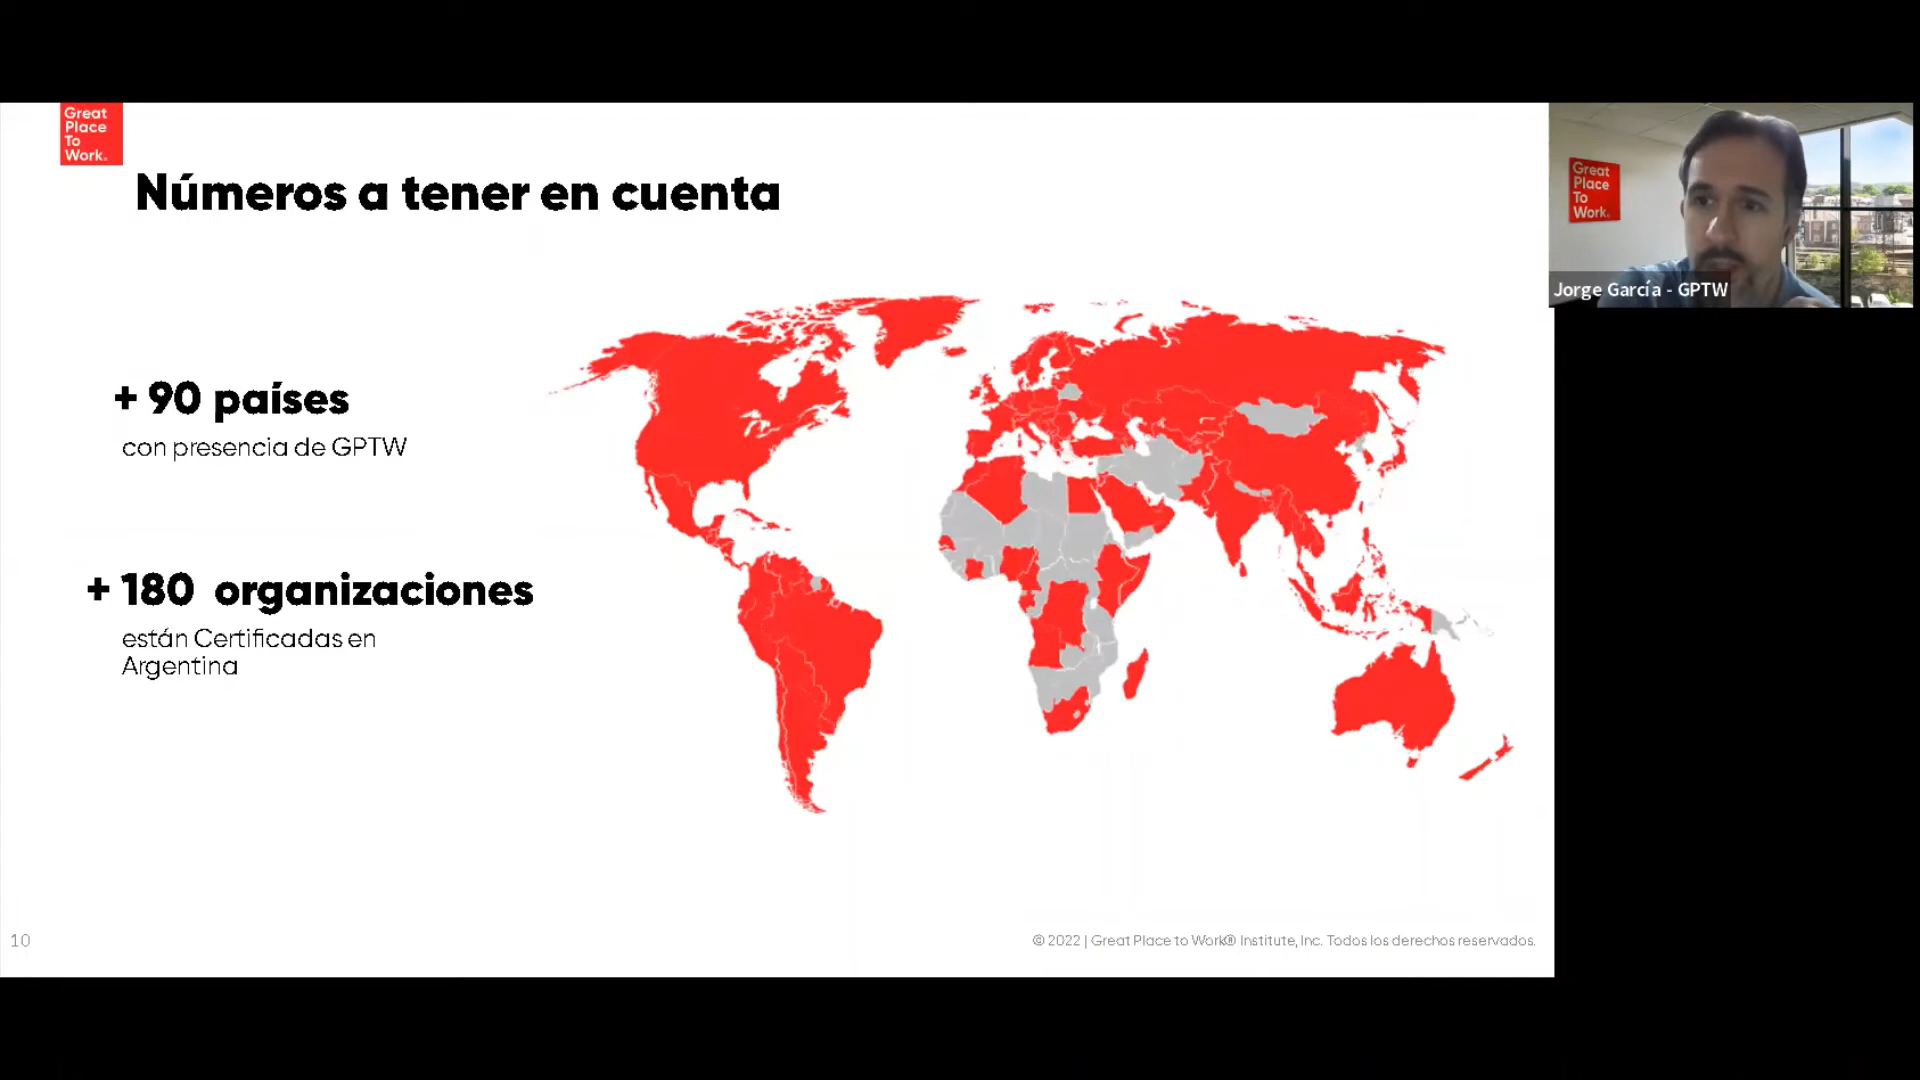 Great
Place
To
Work.
Números a tener en cuenta
+ 90 países
con presencia de GPTW
+ 180 organizaciones
están Certificadas en
Argentina
10
© 2022 | Great Place to Work® Institute, Inc. Todos los derechos reservados.
Great
Place
To
Work.
Jorge García - GPTW